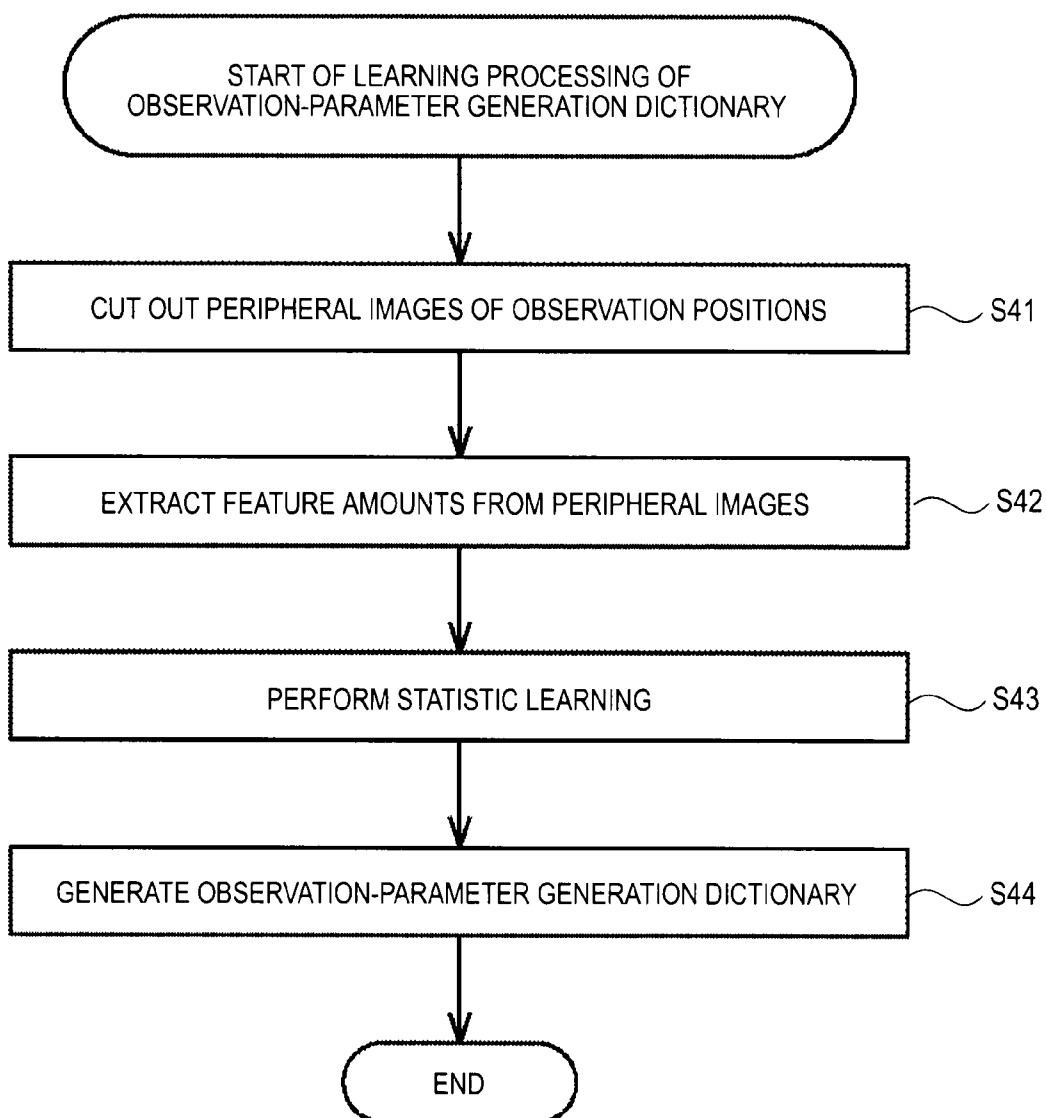 START OF LEARNING PROCESSING OF
OBSERVATION-PARAMETER GENERATION DICTIONARY
CUT OUT PERIPHERAL IMAGES OF OBSERVATION POSITIONS
S41
EXTRACT FEATURE AMOUNTS FROM PERIPHERAL IMAGES
S42
PERFORM STATISTIC LEARNING
S43
GENERATE OBSERVATION-PARAMETER GENERATION DICTIONARY
S44
END